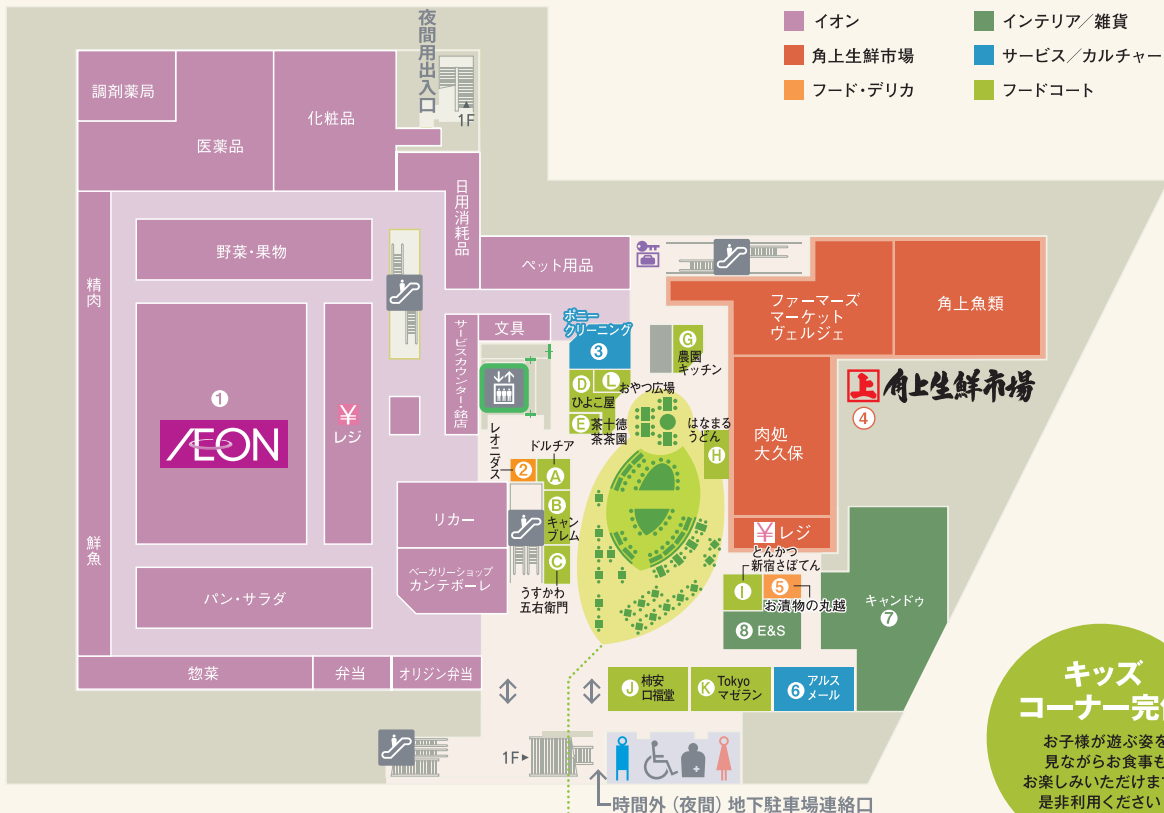 イオン
角上生鮮市場
フード・デリカ
インテリア／雑貨
サービス／カルチャー
フードコート
夜間用出入口
1F
調剤薬局
医薬品
化粧品
日用消耗品
野菜・果物
ペット用品
精肉
鮮魚
1
ÆON
¥
レジ
サービスカウンター・銘店
文具
ポニー
クリーニング
3
D
L
おやつ広場
ひよこ屋
E
茶十徳
茶茶園
G
農園
キッチン
はなまる
うどん
H
レオニダス
2
ドルチア
A
B
キャン
ブレム
C
うすかわ
五右衛門
リカー
ベーカリーショップ
カンテボーレ
パン・サラダ
惣菜
弁当
オリジン弁当
ファーマーズ
マーケット
ヴェルジェ
角上魚類
上 角上生鮮市場
4
肉処
大久保
¥ レジ
とんかつ
新宿さぼてん
I
5
お漬物の丸越
8 E&S
キャンドゥ
7
J 柿安
口福堂
K Tokyo
マゼラン
6 アルス
メール
1F
時間外（夜間）地下駐車場連絡口
キッズ
コーナー完
お子様が遊ぶ姿を
見ながらお食事も
お楽しみいただけま
是非利用ください